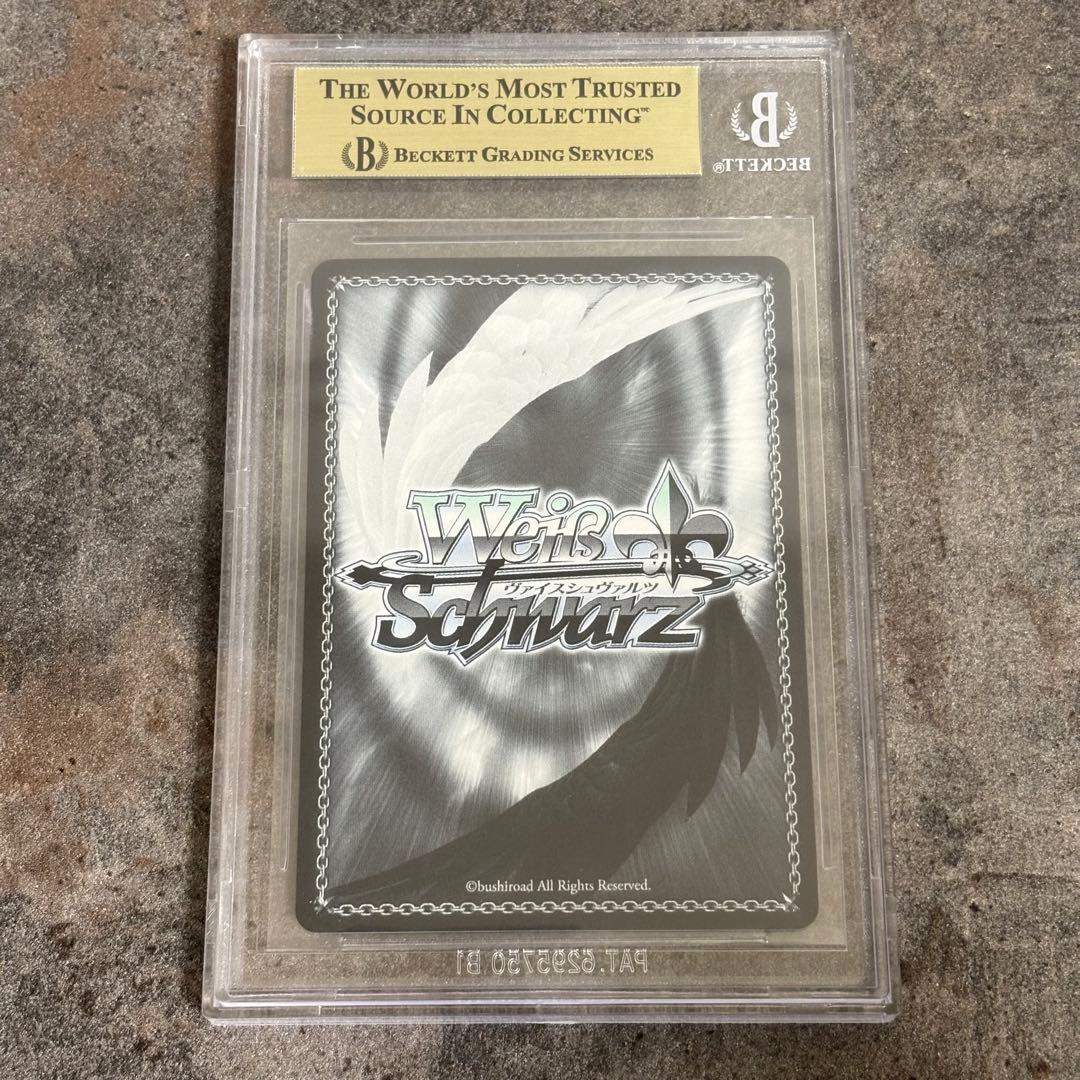 THE WORLD'S MOST TRUSTED
SOURCE IN COLLECTING™
B BECKETT GRADING SERVICES
B
BECKETT®
Weiß
ヴァイスシュヴァルツ
Schwarz
©bushiroad All Rights Reserved.
PAT. 6295750 B1